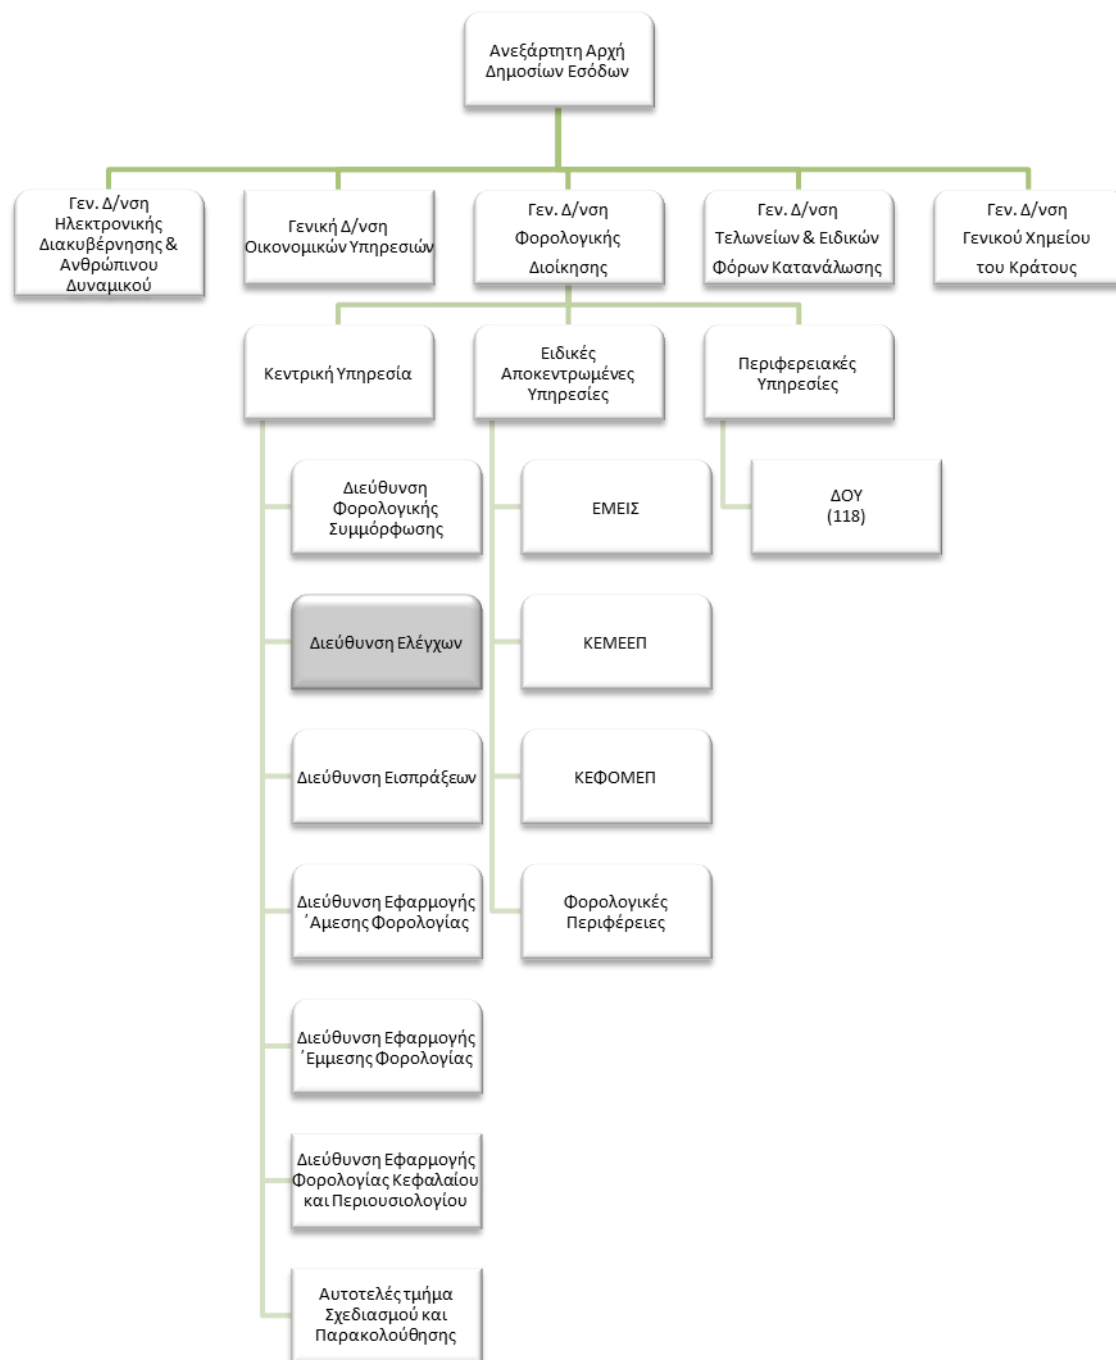 Ανεξάρτητη Αρχή
Δημοσίων Εσόδων
Γεν. Δ/νση
Ηλεκτρονικής
Διακυβέρνησης &
Ανθρώπινου
Δυναμικού
Γενική Δ/νση
Οικονομικών Υπηρεσιών
Γεν. Δ/νση
Φορολογικής
Διοίκησης
Γεν. Δ/νση
Τελωνείων & Ειδικών
Φόρων Κατανάλωσης
Γεν. Δ/νση
Γενικού Χημείου
του Κράτους
Κεντρική Υπηρεσία
Ειδικές
Αποκεντρωμένες
Υπηρεσίες
Περιφερειακές
Υπηρεσίες
Διεύθυνση
Φορολογικής
Συμμόρφωσης
ΕΜΕΙΣ
ΔΟΥ
(118)
Διεύθυνση Ελέγχων
ΚΕΜΕΕΠ
Διεύθυνση Εισπράξεων
ΚΕΦΟΜΕΠ
Διεύθυνση Εφαρμογής
΄Αμεσης Φορολογίας
Φορολογικές
Περιφέρειες
Διεύθυνση Εφαρμογής
΄Εμμεσης Φορολογίας
Διεύθυνση Εφαρμογής
Φορολογίας Κεφαλαίου
και Περιουσιολογίου
Αυτοτελές τμήμα
Σχεδιασμού και
Παρακολούθησης